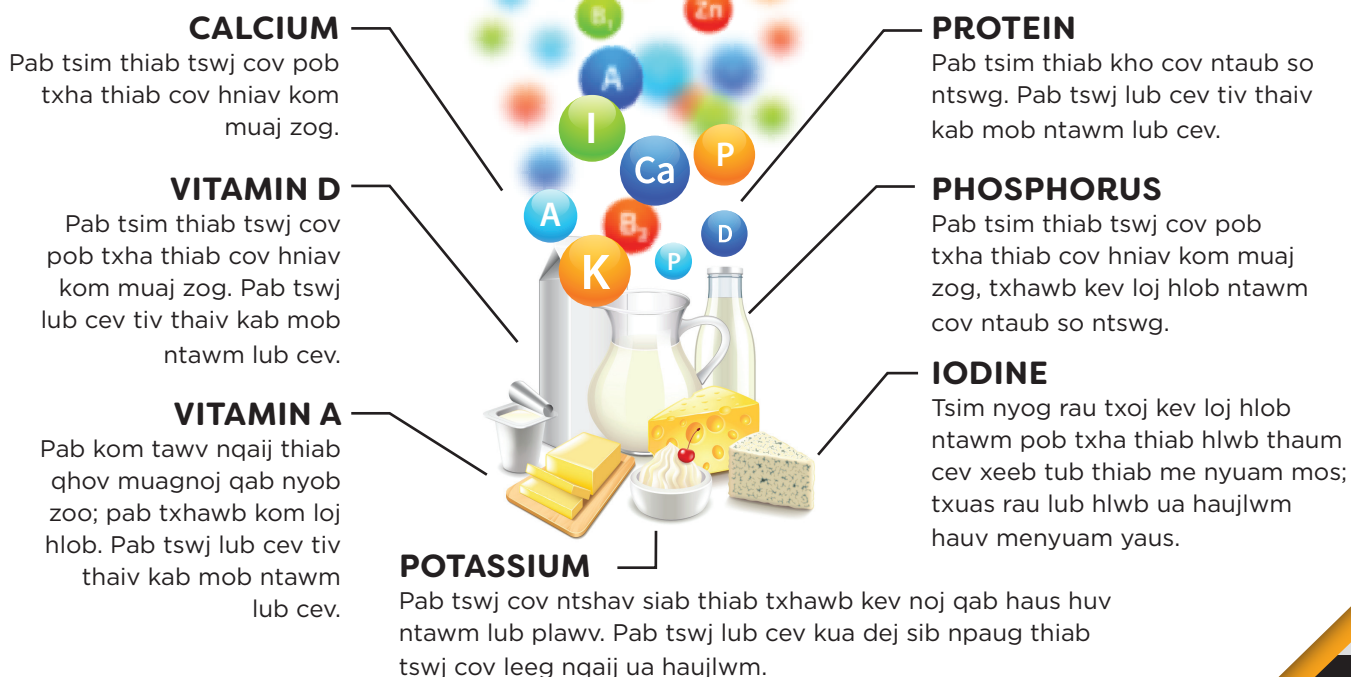 CALCIUM
Pab tsim thiab tswj cov pob
txha thiab cov hniav kom
muaj zog.
VITAMIN D
Pab tsim thiab tswj cov
pob txha thiab cov hniav
kom muaj zog. Pab tswj
lub cev tiv thaiv kab mob
ntawm lub cev.
VITAMIN A
Pab kom tawv nqaij thiab
qhov muagnoj qab nyob
zoo; pab txhawb kom loj
hlob. Pab tswj lub cev tiv
thaiv kab mob ntawm
lub cev.
B1
Zn
A
I
Ca
P
A
B2
D
K
P
POTASSIUM
Pab tswj cov ntshav siab thiab txhawb kev noj qab haus huv
ntawm lub plawv. Pab tswj lub cev kua dej sib npaug thiab
tswj cov leeg nqaij ua haujlwm.
PROTEIN
Pab tsim thiab kho cov ntaub so
ntswg. Pab tswj lub cev tiv thaiv
kab mob ntawm lub cev.
PHOSPHORUS
Pab tsim thiab tswj cov pob
txha thiab cov hniav kom muaj
zog, txhawb kev loj hlob ntawm
cov ntaub so ntswg.
IODINE
Tsim nyog rau txoj kev loj hlob
ntawm pob txha thiab hlwb thaum
cev xeeb tub thiab me nyuam mos;
txuas rau lub hlwb ua haujlwm
hauv menyuam yaus.